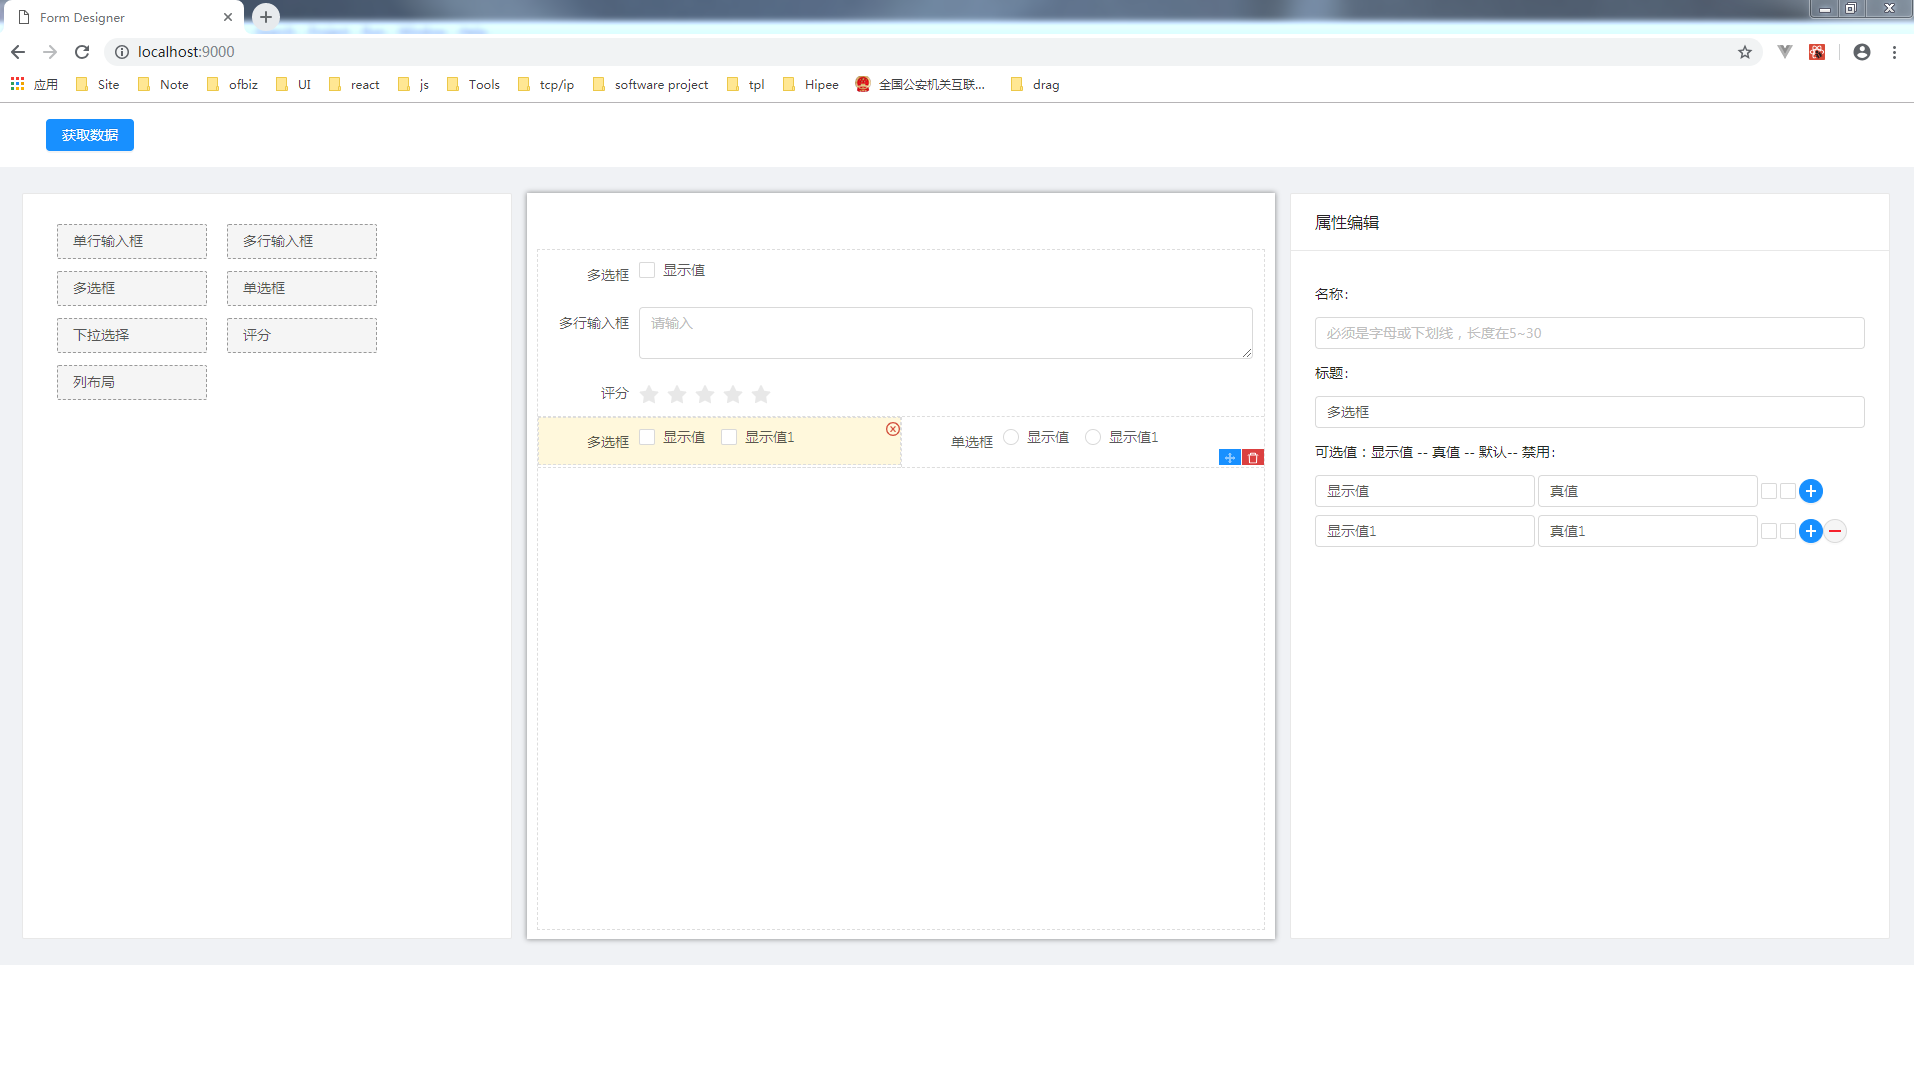 Form Designer
localhost:9000
应用 Site Note ofbiz UI react js Tools tcp/ip software project tpl Hipee 全国公安机关互联... drag
获取数据
单行输入框 多行输入框
多选框 单选框
下拉选择 评分
列布局
多选框 显示值
多行输入框 请输入
评分
多选框 显示值 显示值1 单选框 显示值 显示值1
属性编辑
名称:
必须是字母或下划线，长度在5~30
标题:
多选框
可选值：显示值 -- 真值 -- 默认-- 禁用:
显示值 真值
显示值1 真值1